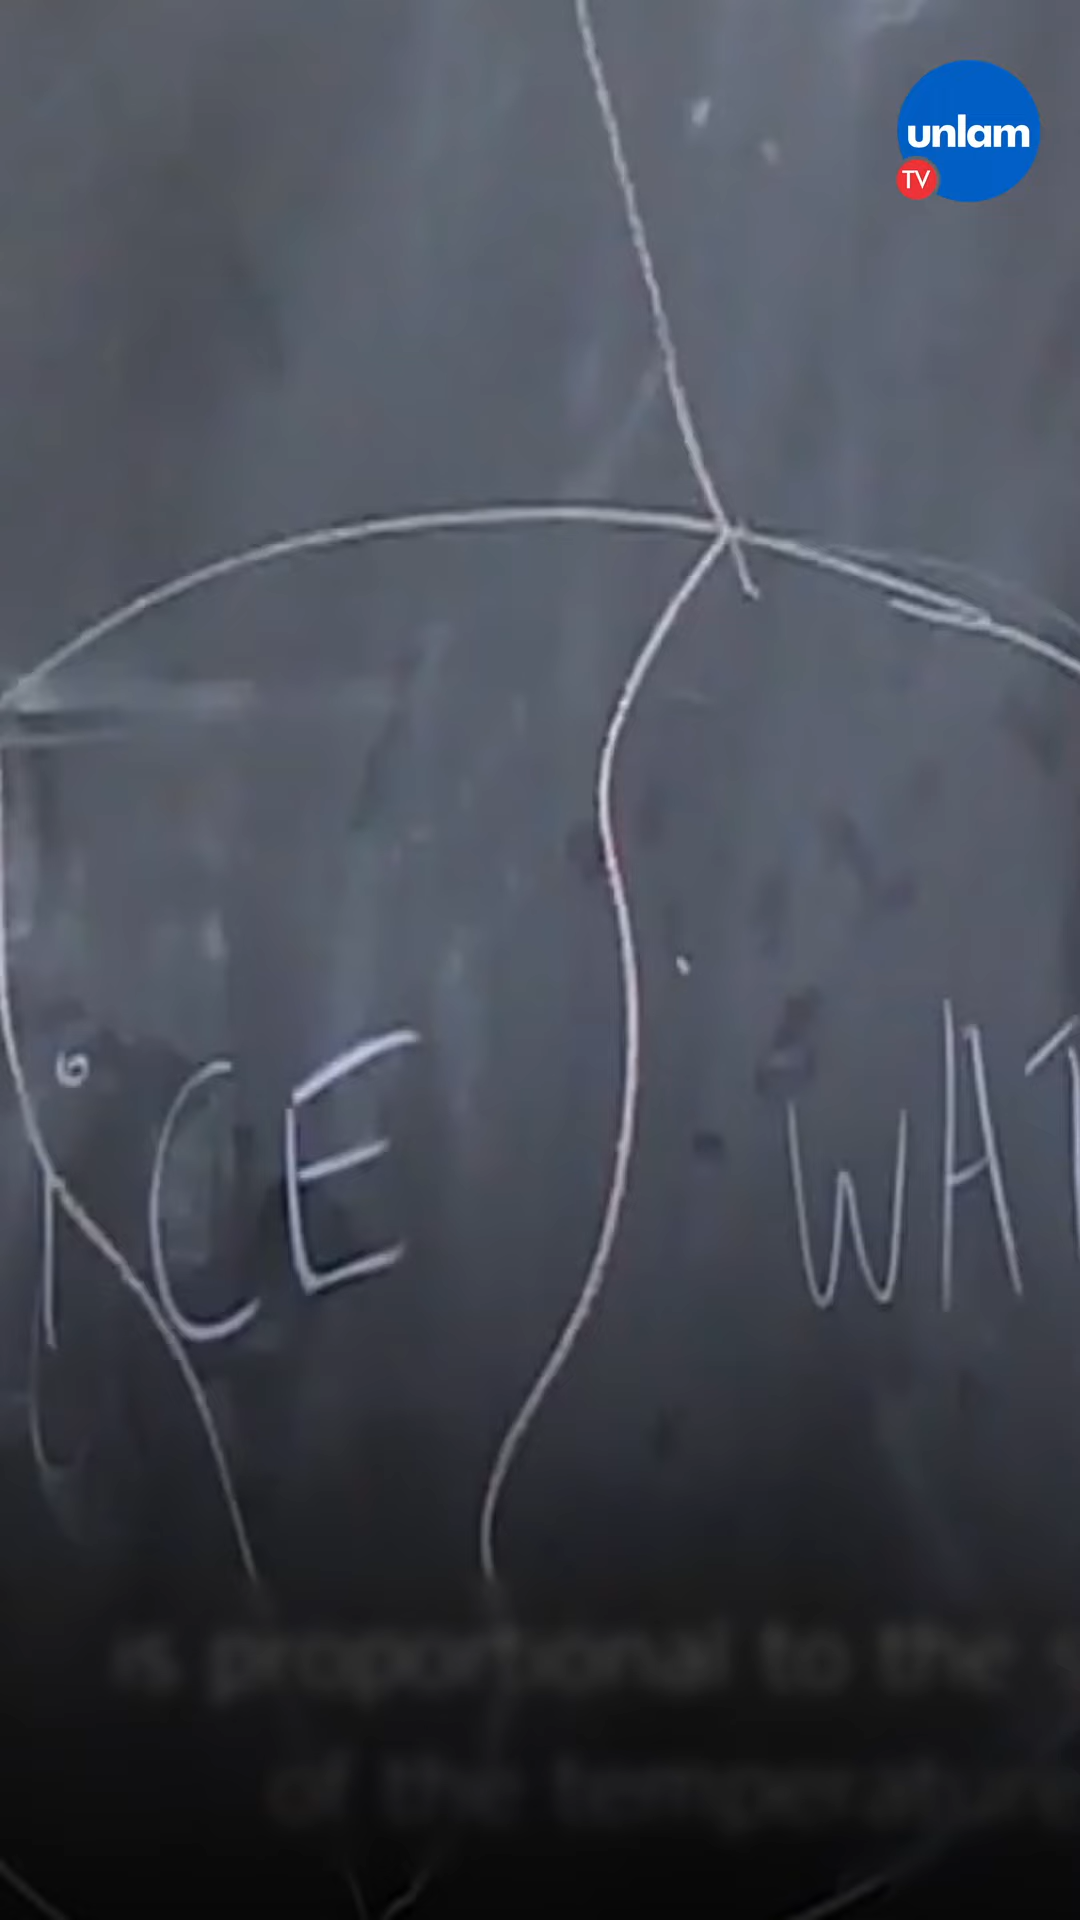 unlam
TV
ICE
WAT
is proportional to the
of the temperature